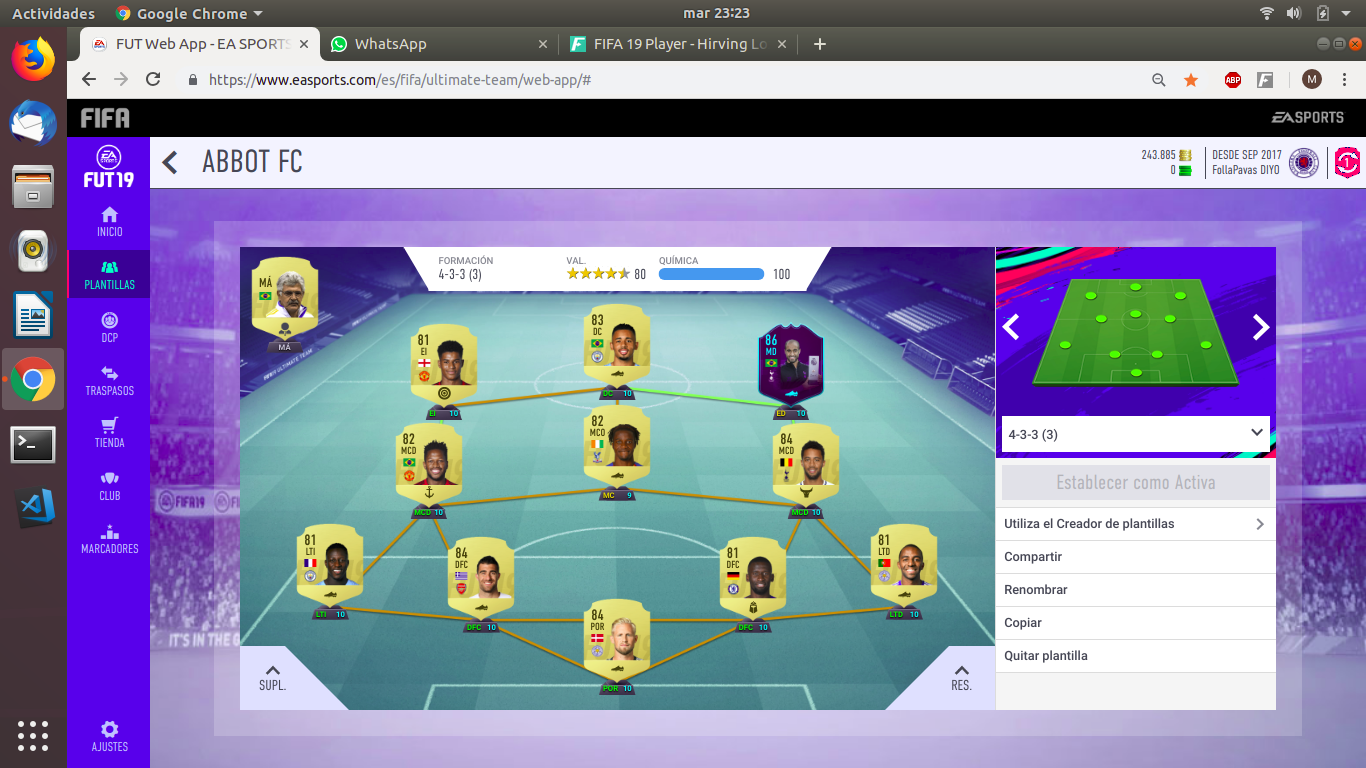 Actividades Google Chrome mar 23:23
FUT Web App - EA SPORTS WhatsApp FIFA 19 Player - Hirving Lo
https://www.easports.com/es/fifa/ultimate-team/web-app/#
ABP M
FIFA EA SPORTS
EA SPORTS
FUT19
ABBOT FC
243.885
0
DESDE SEP 2017
FollaPavas DIYO
1
INICIO
PLANTILLAS
DCP
TRASPASOS
TIENDA
CLUB
MARCADORES
AJUSTES
FORMACIÓN
4-3-3 (3)
VAL.
80
QUÍMICA
100
MÁ
MÁ
83
DC
DC 10
81
EI
EI 10
86
MD
ED 10
82
MCO
MC 9
82
MCD
MCD 10
84
MCD
MCD 10
81
LTI
LTI 10
84
DFC
DFC 10
81
DFC
DFC 10
81
LTD
LTD 10
84
POR
POR 10
SUPL.
RES.
4-3-3 (3)
Establecer como Activa
Utiliza el Creador de plantillas
Compartir
Renombrar
Copiar
Quitar plantilla